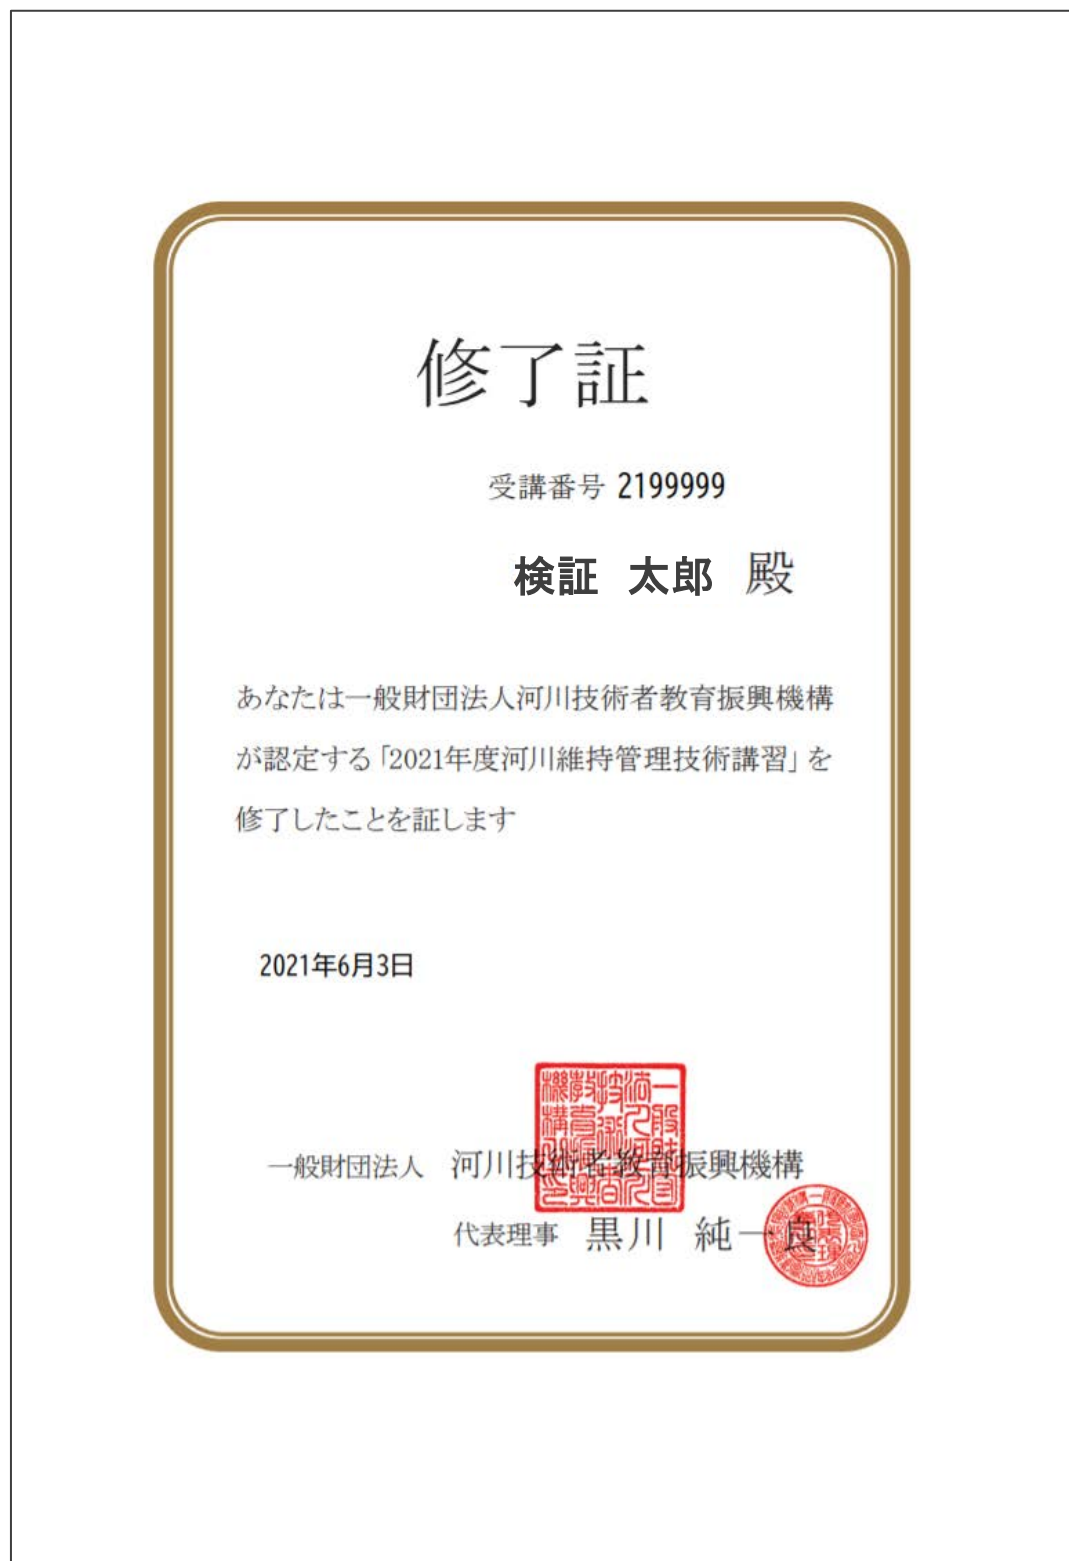 修了証
受講番号 2199999
検証 太郎 殿
あなたは一般財団法人河川技術者教育振興機構
が認定する「2021年度河川維持管理技術講習」を
修了したことを証します
2021年6月3日
一般財団法人 河川技術者教育振興機構
代表理事 黒川 純一良